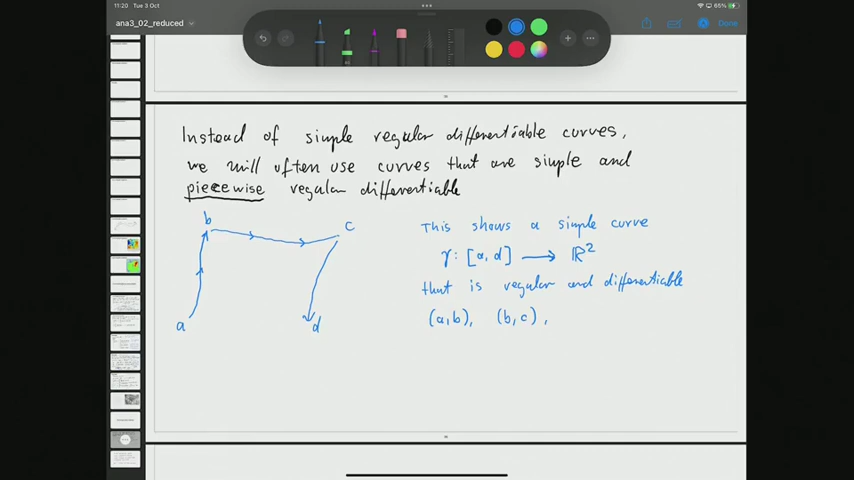 11:20 Tue 3 Oct
65%
ana3_02_reduced
Done
Instead of simple regular differentiable curves,
we will often use curves that are simple and
piecewise regular differentiable
b
c
a
d
This shows a simple curve
γ: [a, d] ⟶ ℝ²
that is regular and differentiable
(a,b), (b,c),